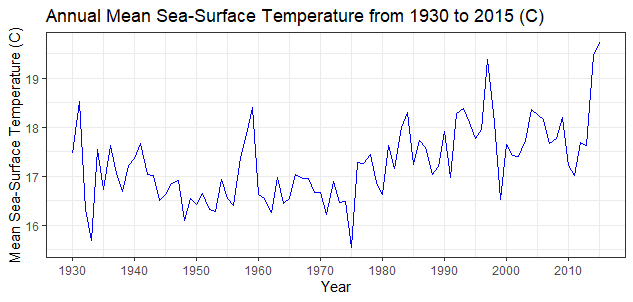 Annual Mean Sea-Surface Temperature from 1930 to 2015 (C)
Mean Sea-Surface Temperature (C)
19
18
17
16
1930 1940 1950 1960 1970 1980 1990 2000 2010
Year